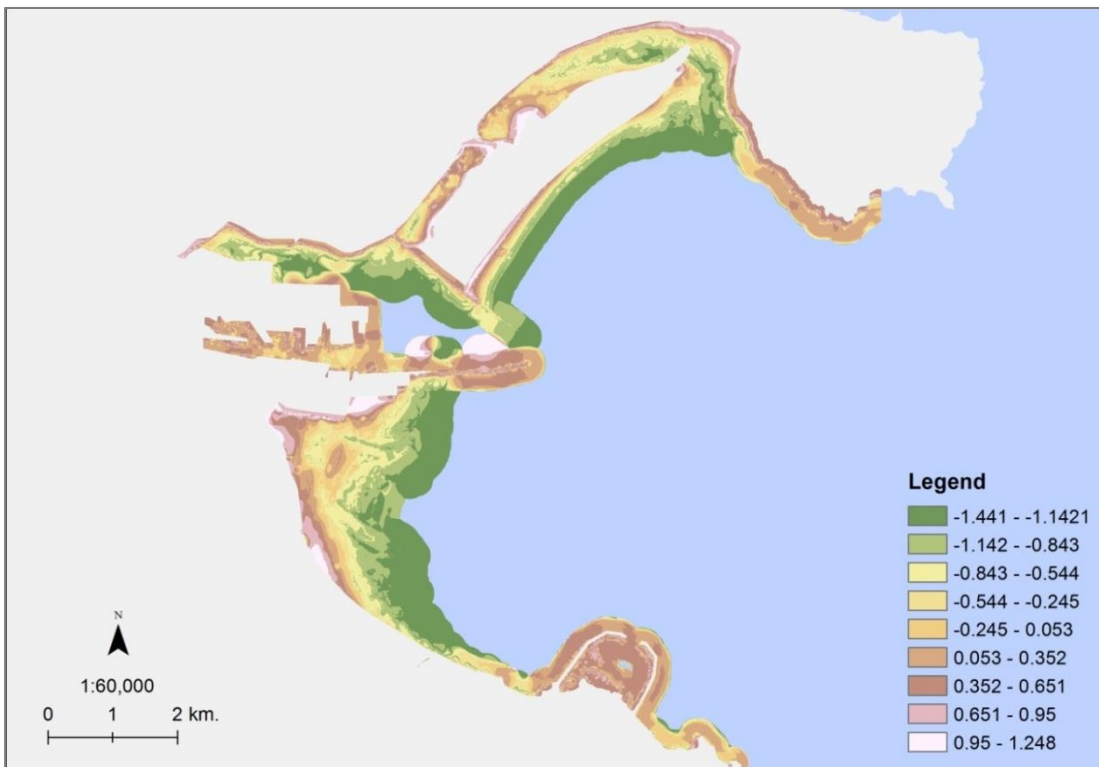 Legend
-1.441 - -1.1421
-1.142 - -0.843
-0.843 - -0.544
-0.544 - -0.245
-0.245 - 0.053
0.053 - 0.352
0.352 - 0.651
0.651 - 0.95
0.95 - 1.248
N
1:60,000
0 1 2 km.